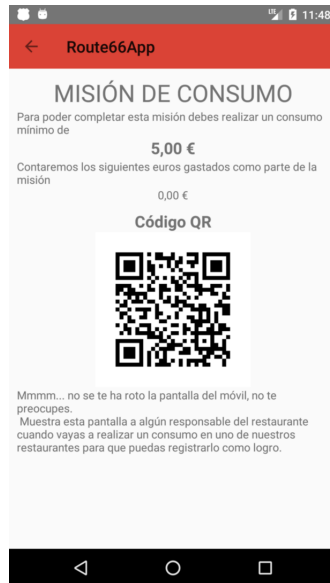 LTE 11:48
Route66App
MISIÓN DE CONSUMO
Para poder completar esta misión debes realizar un consumo
mínimo de
5,00 €
Contaremos los siguientes euros gastados como parte de la
misión
0,00 €
Código QR
Mmmm... no se te ha roto la pantalla del móvil, no te
preocupes.
Muestra esta pantalla a algún responsable del restaurante
cuando vayas a realizar un consumo en uno de nuestros
restaurantes para que puedas registrarlo como logro.